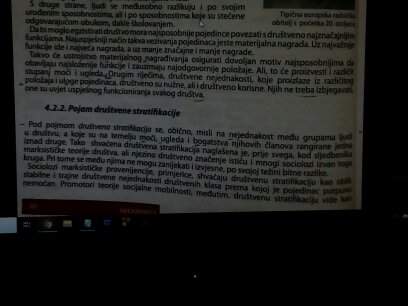 S druge strane, ljudi se međusobno razlikuju i po svojim
urođenim sposobnostima, ali i po sposobnostima koje su stečene
odgovarajućom obukom, dakle školovanjem.
Tipična europska radnička
obitelj s početka 20. stoljeća
Da bi mogla egzistirati društvo mora najsposobnije pojedince povezati s društveno najznačajnijim
funkcijama. Najuspješniji način takva vezivanja pojedinaca jeste materijalna nagrada. Uz najvažnije
funkcije ide i najveća nagrada, a uz manje značajne i manje nagrade.
Takvo će ustrojstvo materijalnog nagrađivanja osigurati dovoljan motiv najsposobnijima da
obavljaju najsloženije funkcije i zauzimaju najodgovornije položaje. Ali, to će proizvesti i različit
stupanj moći i ugleda. Drugim riječima, društvene nejednakosti, koje proizlaze iz različitog
položaja i uloge pojedinaca, društveno su nužne, ali i društveno korisne. Njih ne treba izbjegavati,
one su uvjet uspješnog funkcioniranja svakog društva.
4.2.2. Pojam društvene stratifikacije
– Pod pojmom društvena stratifikacija se, obično, misli na nejednakost među grupama ljudi
u društvu, a koje su na temelju moći, ugleda i bogatstva njihovih članova rangirane jedna
iznad druge. Tako shvaćena društvena stratifikacija naglašena je, prije svega, kod sljedbenika
marksističke teorije društva, ali njezino društveno značenje ističu i mnogi sociolozi izvan toga
kruga. Pri tome se među njima ne mogu zanijekati i izvjesne, po svojoj težini bitne razlike.
Sociolozi marksističke provenijencije, primjerice, shvaćaju društvenu stratifikaciju kao oblik
stabilne i trajne društvene nejednakosti društvenih klasa prema kojoj je pojedinac potpuno
nemoćan. Promotori teorije socijalne mobilnosti, međutim, društvenu stratifikaciju vide kao